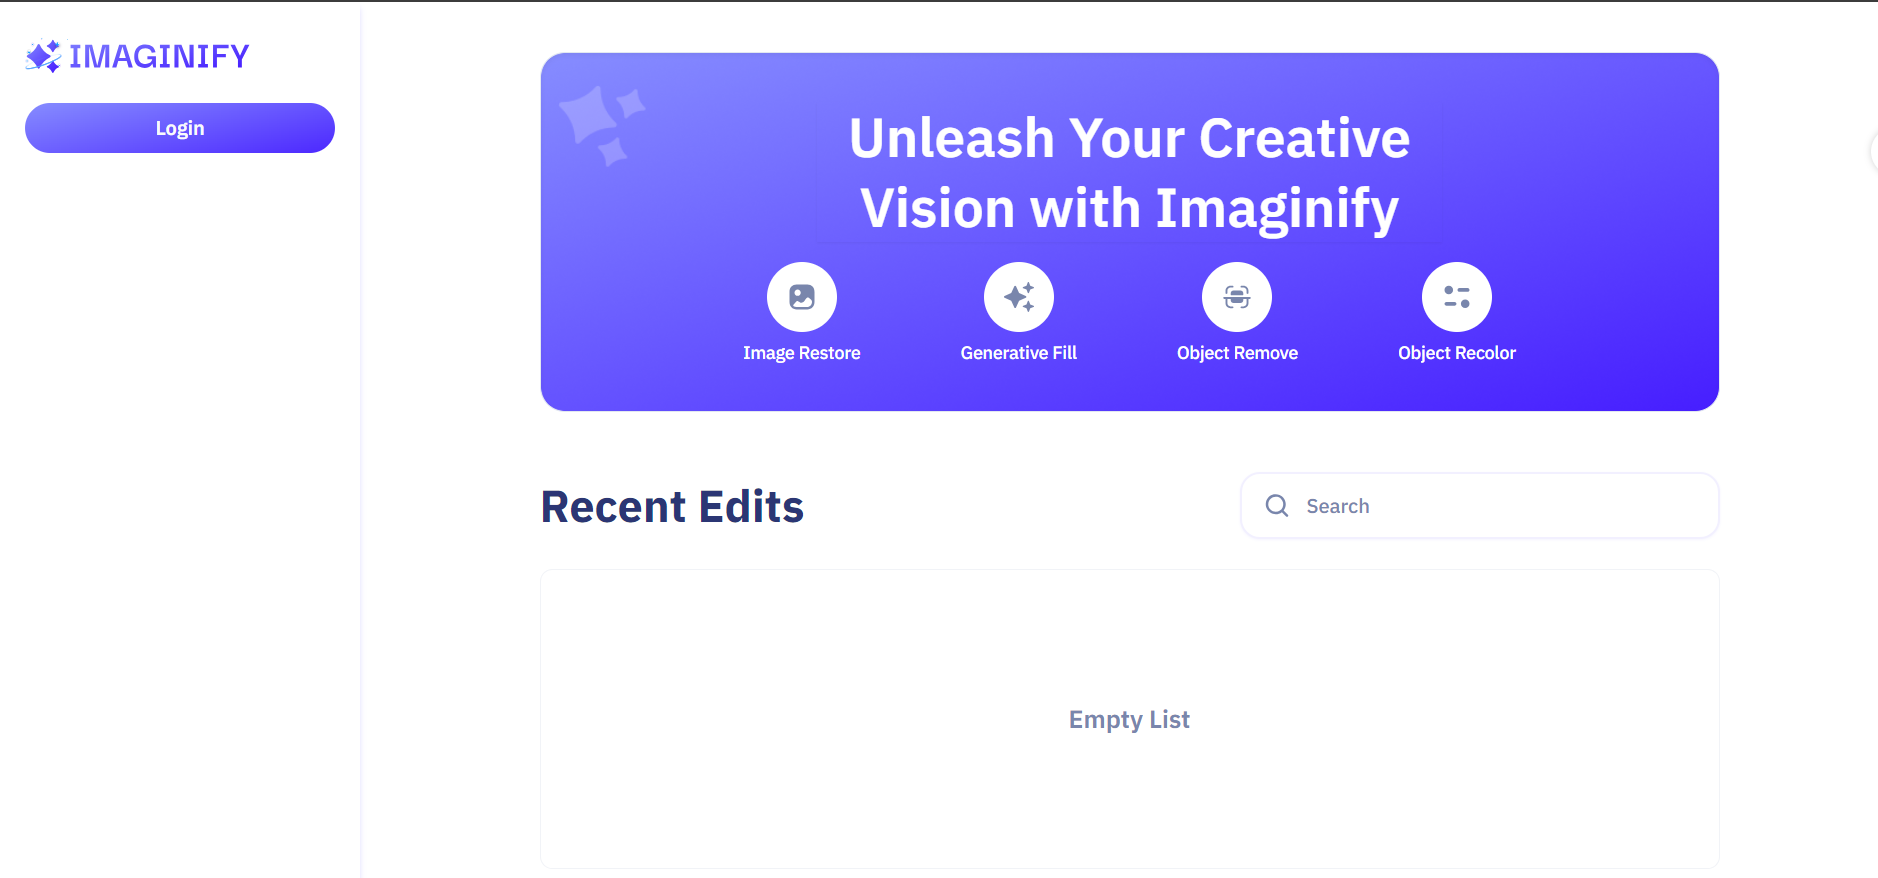 IMAGINIFY
Login
Unleash Your Creative
Vision with Imaginify
Image Restore
Generative Fill
Object Remove
Object Recolor
Recent Edits
Search
Empty List